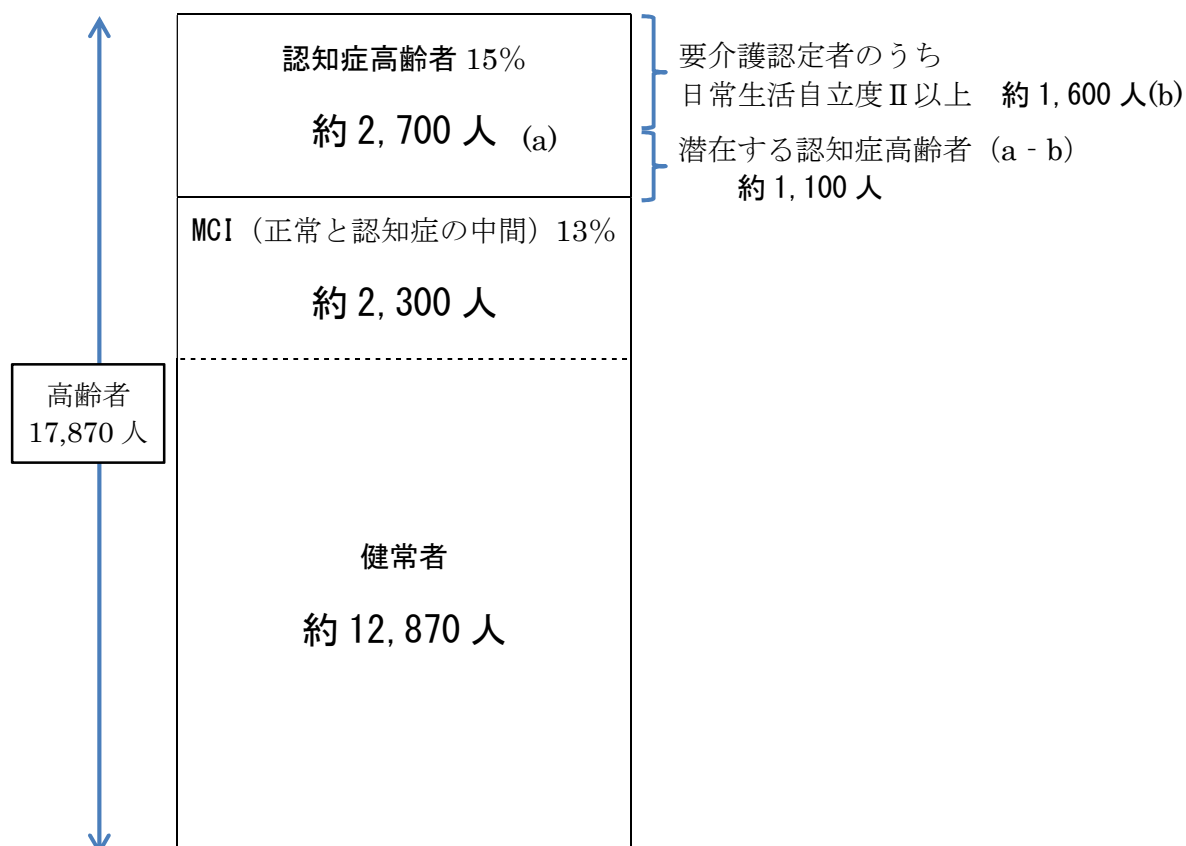 認知症高齢者 15%
約 2,700 人 (a)
要介護認定者のうち
日常生活自立度Ⅱ以上 約 1,600 人(b)
潜在する認知症高齢者（a - b）
約 1,100 人
MCI（正常と認知症の中間）13%
約 2,300 人
高齢者
17,870 人
健常者
約 12,870 人